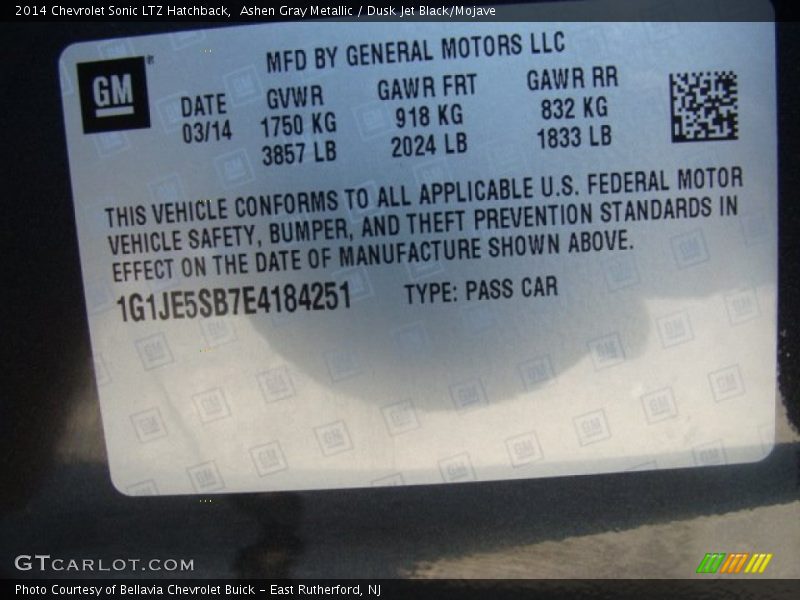 2014 Chevrolet Sonic LTZ Hatchback,  Ashen Gray Metallic / Dusk Jet Black/Mojave
GM®
MFD BY GENERAL MOTORS LLC
DATE GVWR GAWR FRT GAWR RR
03/14 1750 KG 918 KG 832 KG
3857 LB 2024 LB 1833 LB
THIS VEHICLE CONFORMS TO ALL APPLICABLE U.S. FEDERAL MOTOR
VEHICLE SAFETY, BUMPER, AND THEFT PREVENTION STANDARDS IN
EFFECT ON THE DATE OF MANUFACTURE SHOWN ABOVE.
1G1JE5SB7E4184251 TYPE: PASS CAR
GTCARLOT.COM
Photo Courtesy of Bellavia Chevrolet Buick – East Rutherford, NJ